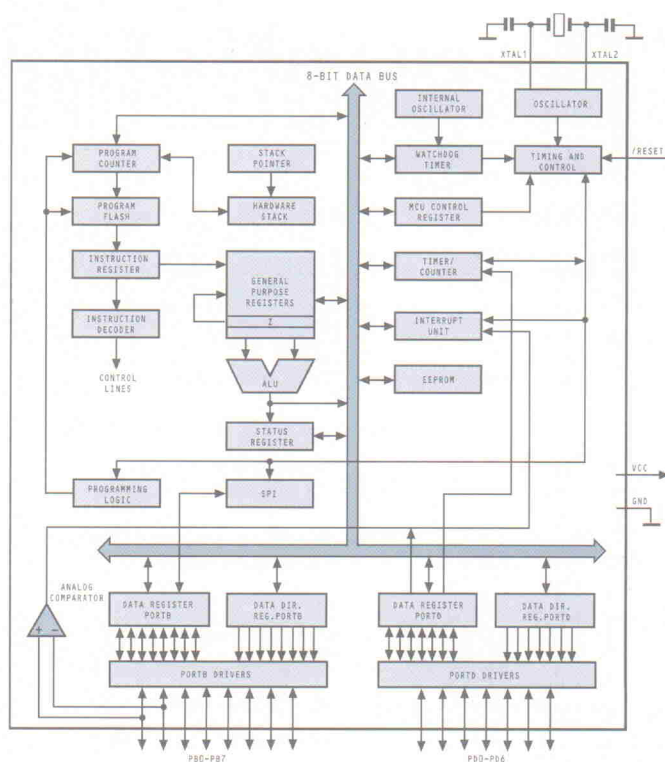 XTAL1
XTAL2
8-BIT DATA BUS
INTERNAL
OSCILLATOR
OSCILLATOR
PROGRAM
COUNTER
STACK
POINTER
WATCHDOG
TIMER
TIMING AND
CONTROL
/RESET
PROGRAM
FLASH
HARDWARE
STACK
MCU CONTROL
REGISTER
INSTRUCTION
REGISTER
GENERAL
PURPOSE
REGISTERS
Z
TIMER/
COUNTER
INSTRUCTION
DECODER
INTERRUPT
UNIT
CONTROL
LINES
ALU
EEPROM
STATUS
REGISTER
VCC
PROGRAMMING
LOGIC
SPI
GND
ANALOG
COMPARATOR
+ -
DATA REGISTER
PORTB
DATA DIR.
REG.PORTB
DATA REGISTER
PORTD
DATA DIR.
REG.PORTD
PORTB DRIVERS
PORTD DRIVERS
PB0-PB7
PD0-PD6